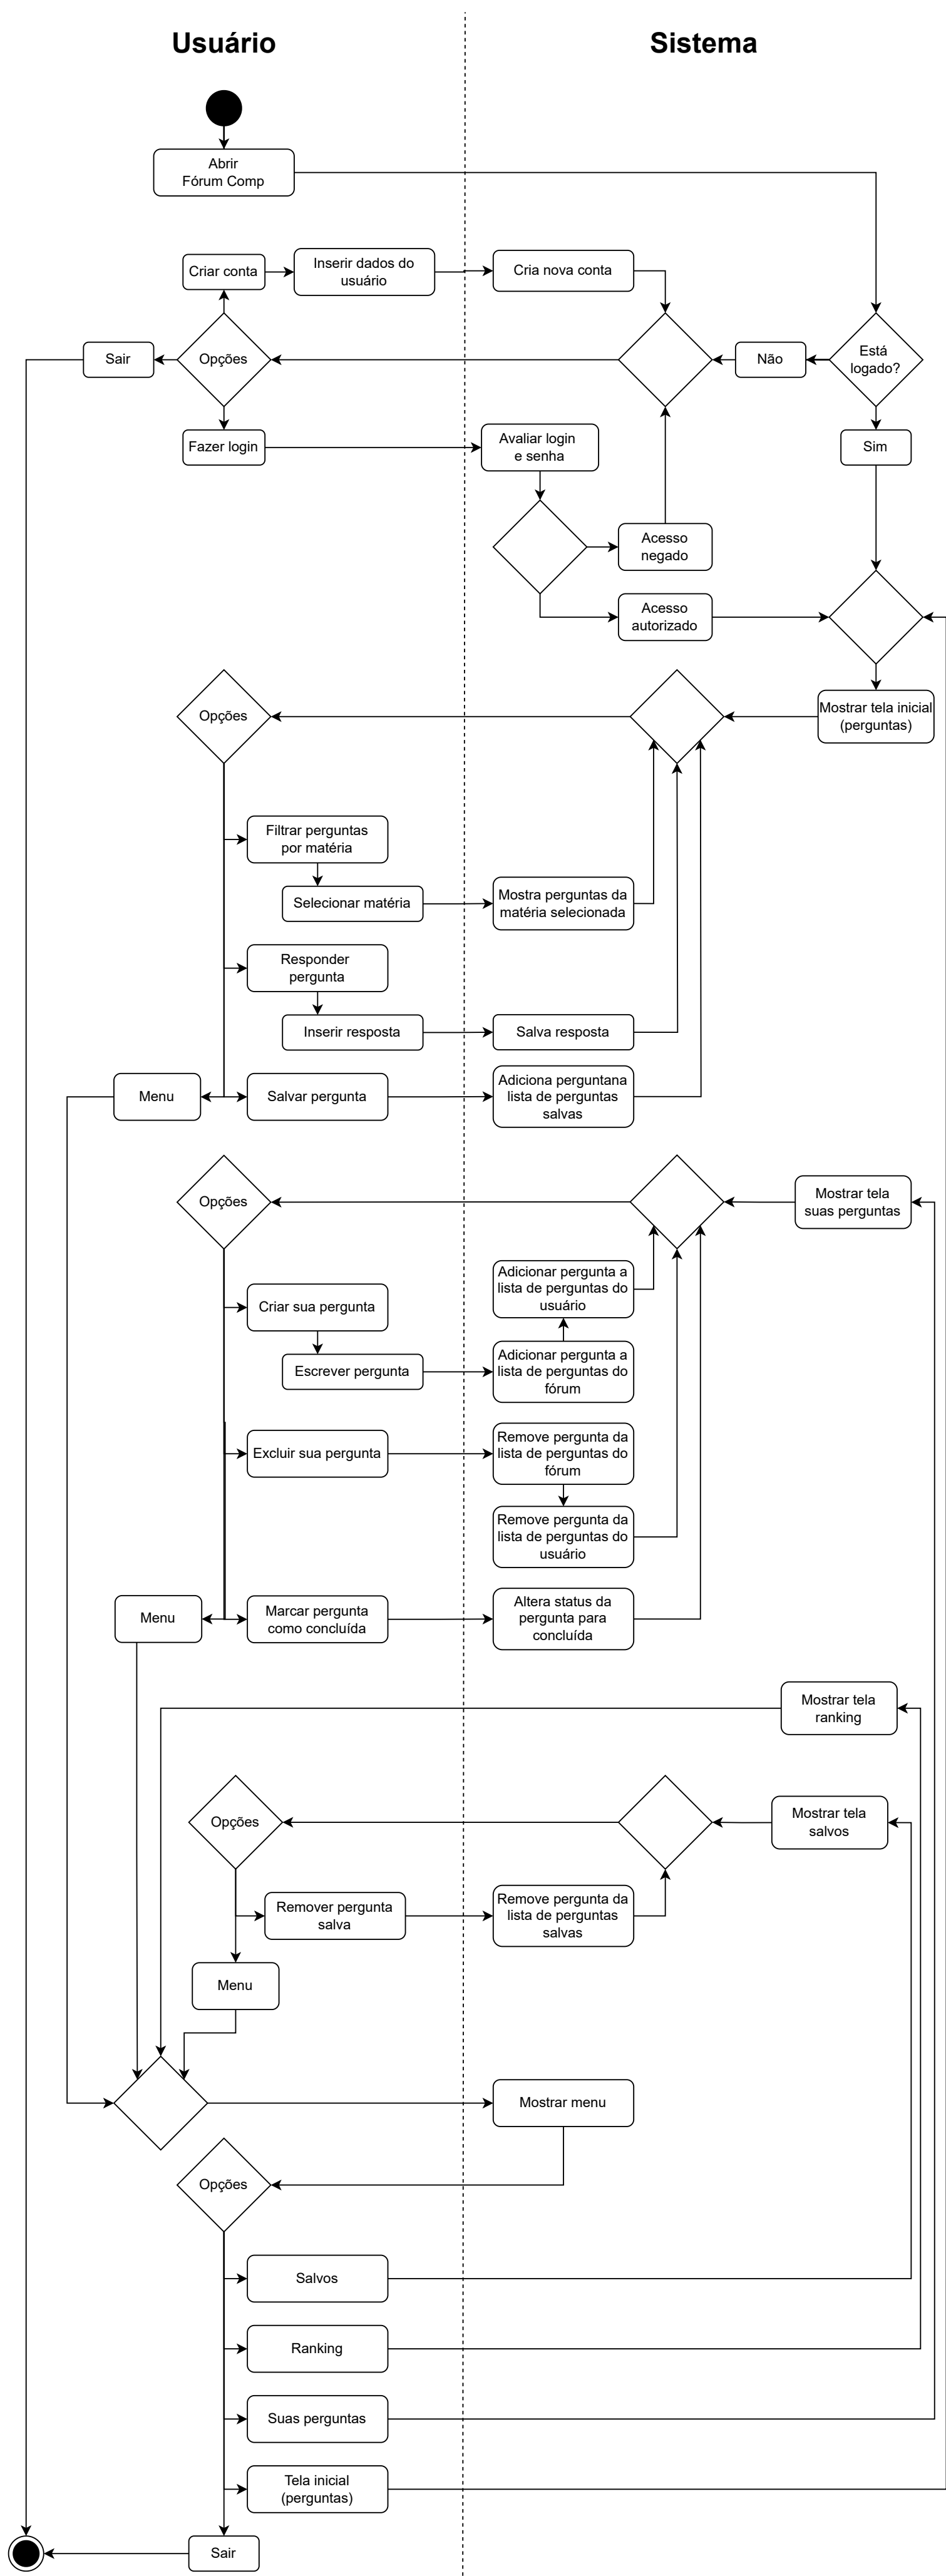 Usuário
Sistema
Abrir
Fórum Comp
Criar conta
Inserir dados do
usuário
Cria nova conta
Sair
Opções
Não
Está
logado?
Fazer login
Avaliar login
e senha
Sim
Acesso
negado
Acesso
autorizado
Opções
Mostrar tela inicial
(perguntas)
Filtrar perguntas
por matéria
Selecionar matéria
Mostra perguntas da
matéria selecionada
Responder
pergunta
Inserir resposta
Salva resposta
Menu
Salvar pergunta
Adiciona perguntana
lista de perguntas
salvas
Opções
Mostrar tela
suas perguntas
Adicionar pergunta a
lista de perguntas do
usuário
Criar sua pergunta
Escrever pergunta
Adicionar pergunta a
lista de perguntas do
fórum
Excluir sua pergunta
Remove pergunta da
lista de perguntas do
fórum
Remove pergunta da
lista de perguntas do
usuário
Menu
Marcar pergunta
como concluída
Altera status da
pergunta para
concluída
Mostrar tela
ranking
Opções
Mostrar tela
salvos
Remover pergunta
salva
Remove pergunta da
lista de perguntas
salvas
Menu
Mostrar menu
Opções
Salvos
Ranking
Suas perguntas
Tela inicial
(perguntas)
Sair